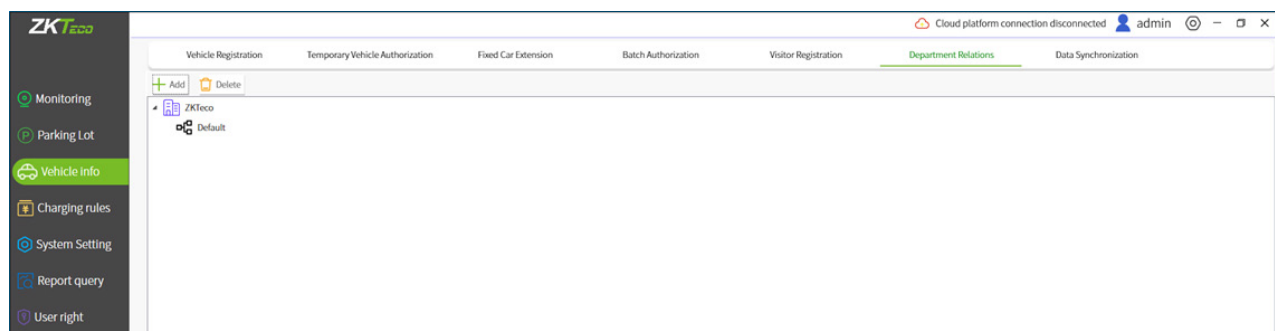 ZKTeco
Cloud platform connection disconnected admin
Vehicle Registration Temporary Vehicle Authorization Fixed Car Extension Batch Authorization Visitor Registration Department Relations Data Synchronization
Add Delete
ZKTeco
Default
Monitoring
P Parking Lot
Vehicle info
¥ Charging rules
System Setting
Report query
User right